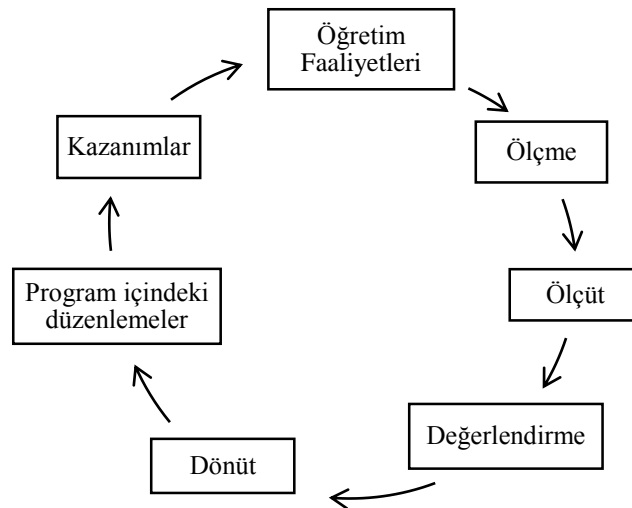 Öğretim
Faaliyetleri
Ölçme
Ölçüt
Değerlendirme
Dönüt
Program içindeki
düzenlemeler
Kazanımlar